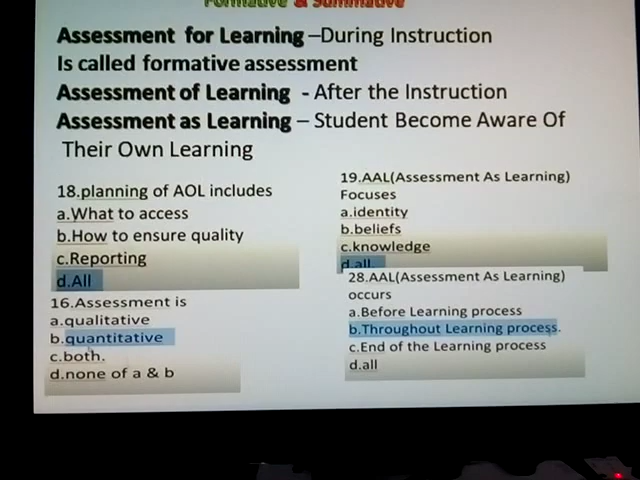 Formative & Summative
Assessment for Learning –During Instruction
Is called formative assessment
Assessment of Learning - After the Instruction
Assessment as Learning – Student Become Aware Of
Their Own Learning
18.planning of AOL includes
a.What to access
b.How to ensure quality
c.Reporting
d.All
16.Assessment is
a.qualitative
b.quantitative
c.both.
d.none of a & b
19.AAL(Assessment As Learning)
Focuses
a.identity
b.beliefs
c.knowledge
d.all
28.AAL(Assessment As Learning)
occurs
a.Before Learning process
b.Throughout Learning process.
c.End of the Learning process
d.all